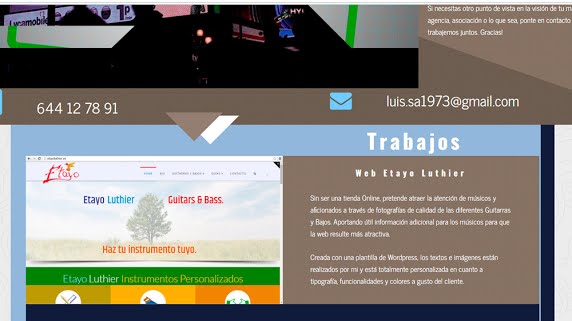 Lycamobile
Si necesitas otro punto de vista en la visión de tu m
agencia, asociación o lo que sea, ponte en contacto
trabajemos juntos. Gracias!
644 12 78 91
luis.sa1973@gmail.com
Trabajos
Etayo
Etayo Luthier Guitars & Bass.
Haz tu instrumento tuyo.
Etayo Luthier Instrumentos Personalizados
Web Etayo Luthier
Sin ser una tienda Online, pretende atraer la atención de músicos y
aficionados a través de fotografías de calidad de las diferentes Guitarras
y Bajos. Aportando útil información adicional para los músicos para que
la web resulte más atractiva.
Creada con una plantilla de Wordpress, los textos e imágenes están
realizados por mi y está totalmente personalizada en cuanto a
tipografía, funcionalidades y colores a gusto del cliente.